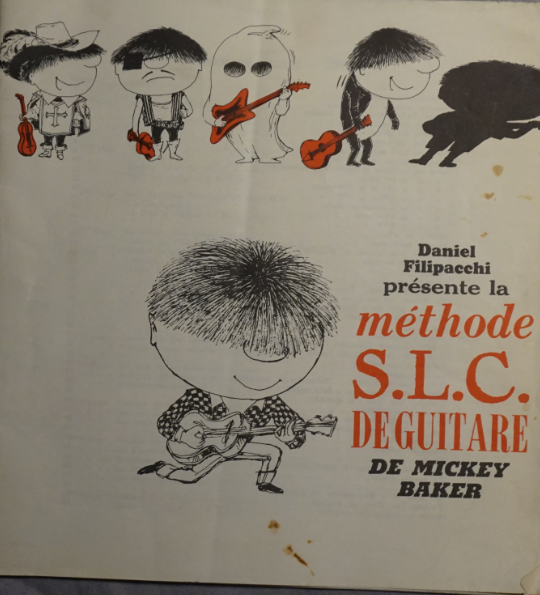 Daniel
Filipacchi
présente la
méthode
S.L.C.
DE GUITARE
DE MICKEY
BAKER